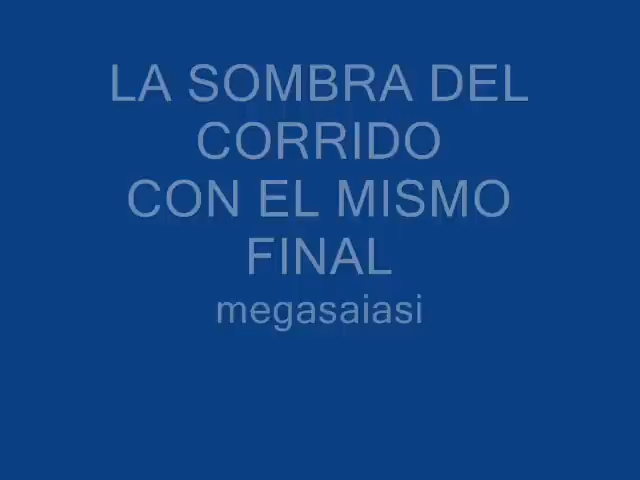 LA SOMBRA DEL
CORRIDO
CON EL MISMO
FINAL
megasaiasi